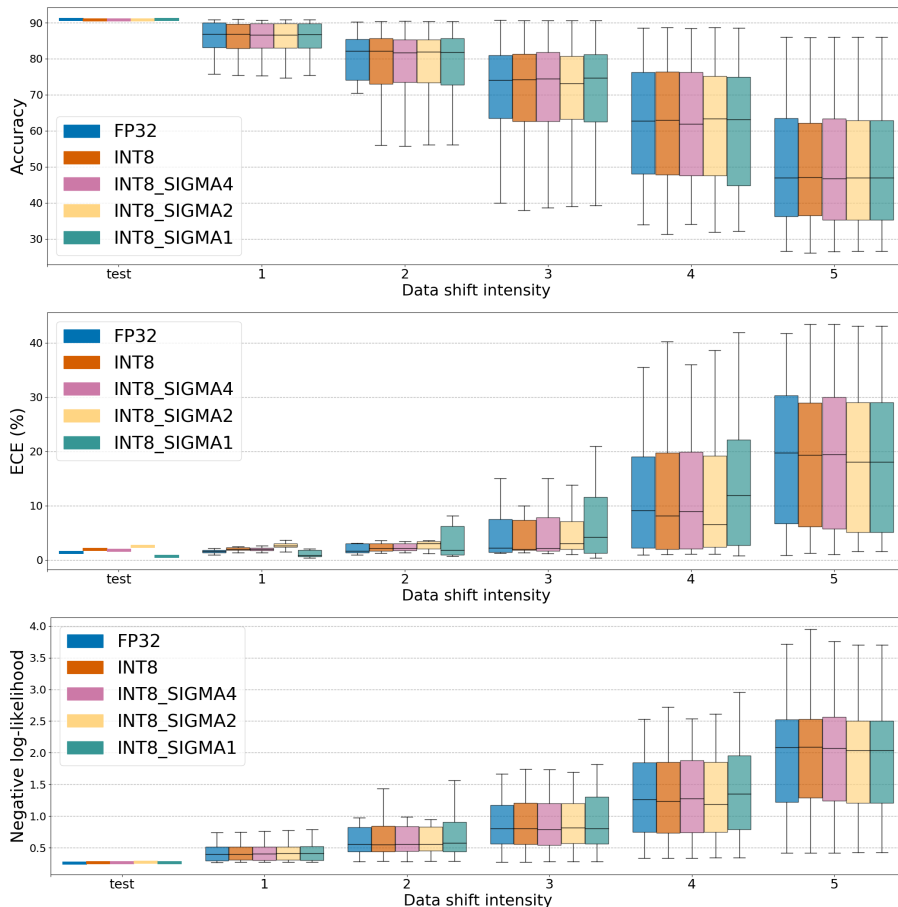 Accuracy
90
80
70
60
50
40
30
FP32
INT8
INT8_SIGMA4
INT8_SIGMA2
INT8_SIGMA1
test 1 2 3 4 5
Data shift intensity
ECE (%)
40
30
20
10
0
FP32
INT8
INT8_SIGMA4
INT8_SIGMA2
INT8_SIGMA1
test 1 2 3 4 5
Data shift intensity
Negative log-likelihood
4.0
3.5
3.0
2.5
2.0
1.5
1.0
0.5
FP32
INT8
INT8_SIGMA4
INT8_SIGMA2
INT8_SIGMA1
test 1 2 3 4 5
Data shift intensity